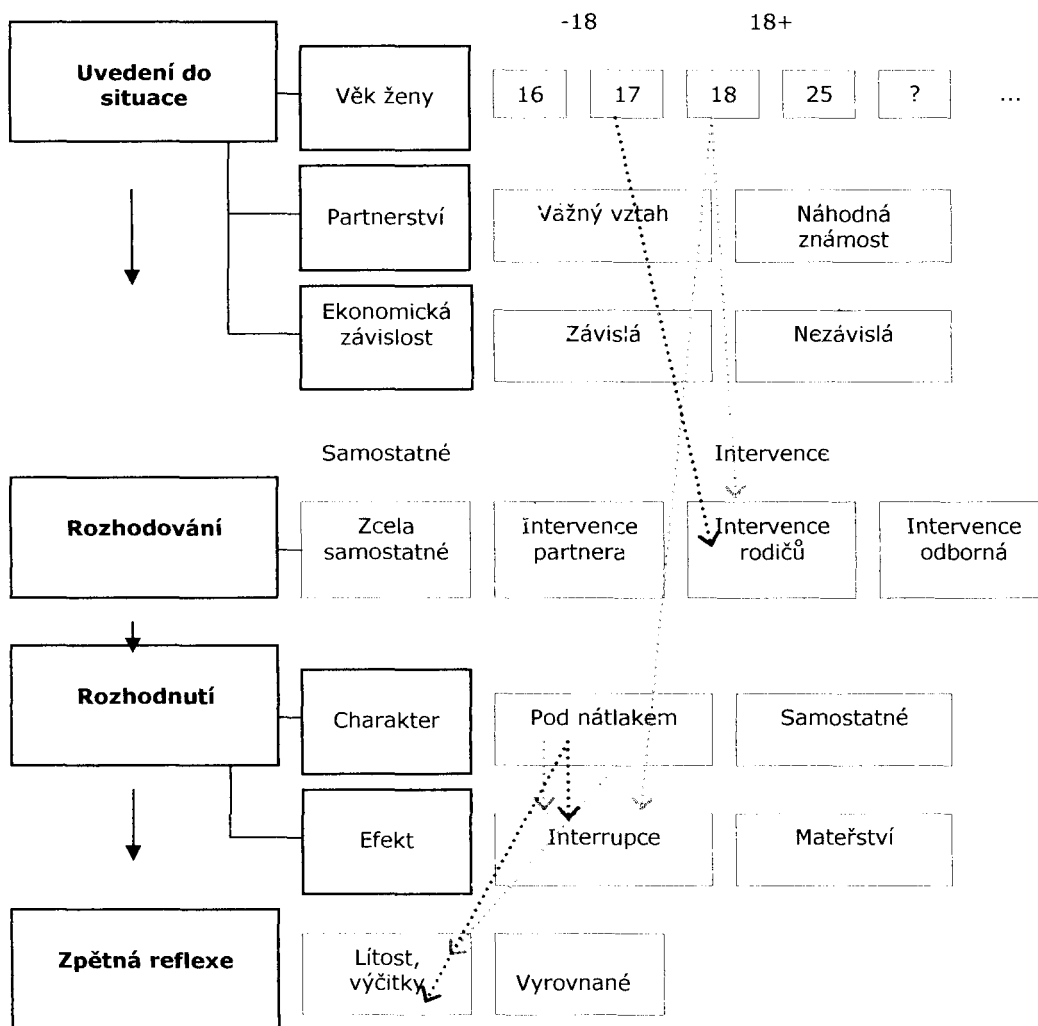 -18 18+
Uvedení do
situace
Věk ženy
16 17 18 25 ? ...
Partnerství
Vážný vztah
Náhodná
známost
Ekonomická
závislost
Závislá
Nezávislá
Samostatné
Intervence
Rozhodování
Zcela
samostatné
Intervence
partnera
Intervence
rodičů
Intervence
odborná
Rozhodnutí
Charakter
Pod nátlakem
Samostatné
Efekt
Interrupce
Mateřství
Zpětná reflexe
Lítost,
výčitky
Vyrovnané